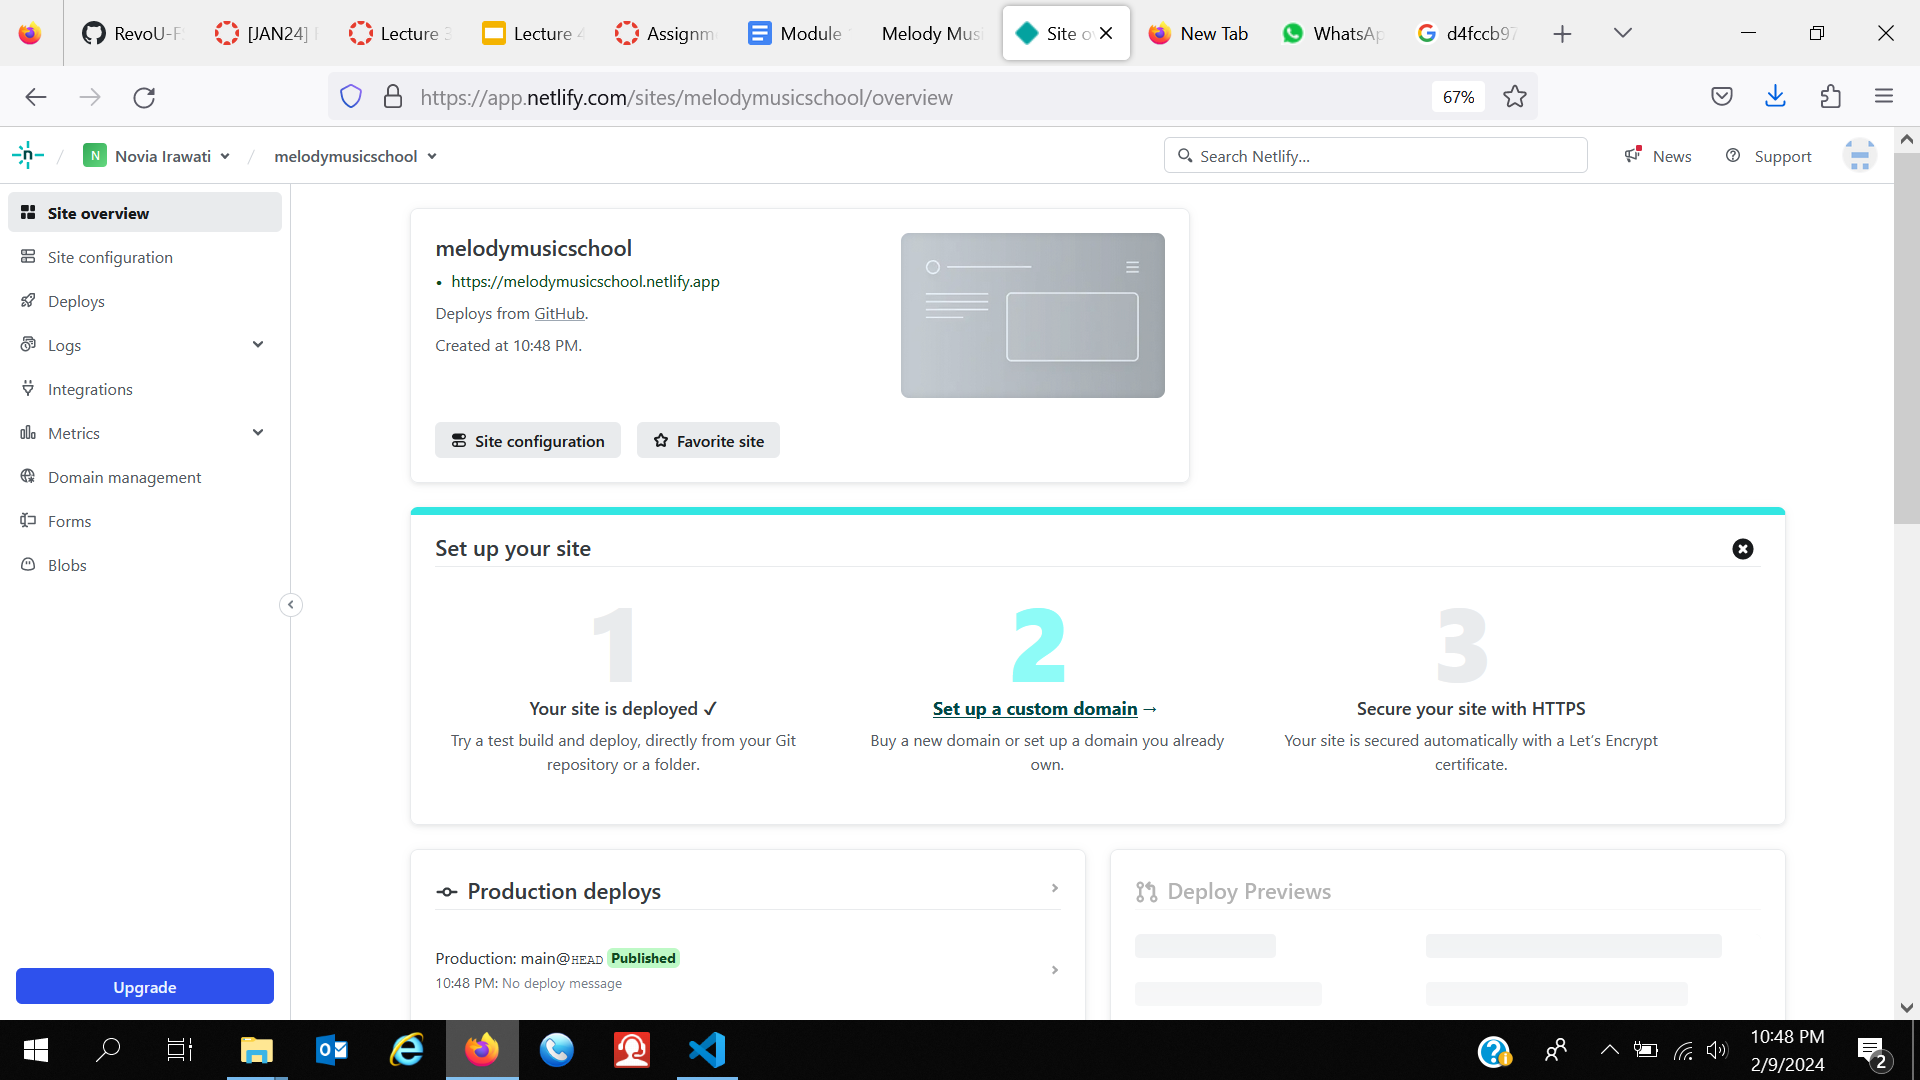 RevoU-F
[JAN24]
Lecture 3
Lecture 4
Assignm
Module
Melody Musi
Site o
New Tab
WhatsAp
d4fccb97
https://app.netlify.com/sites/melodymusicschool/overview
67%
N Novia Irawati
melodymusicschool
Search Netlify...
News
Support
Site overview
Site configuration
Deploys
Logs
Integrations
Metrics
Domain management
Forms
Blobs
Upgrade
melodymusicschool
• https://melodymusicschool.netlify.app
Deploys from GitHub.
Created at 10:48 PM.
Site configuration
Favorite site
Set up your site
1
Your site is deployed ✓
Try a test build and deploy, directly from your Git
repository or a folder.
2
Set up a custom domain →
Buy a new domain or set up a domain you already
own.
3
Secure your site with HTTPS
Your site is secured automatically with a Let’s Encrypt
certificate.
Production deploys
Production: main@HEAD Published
10:48 PM: No deploy message
Deploy Previews
10:48 PM
2/9/2024
2